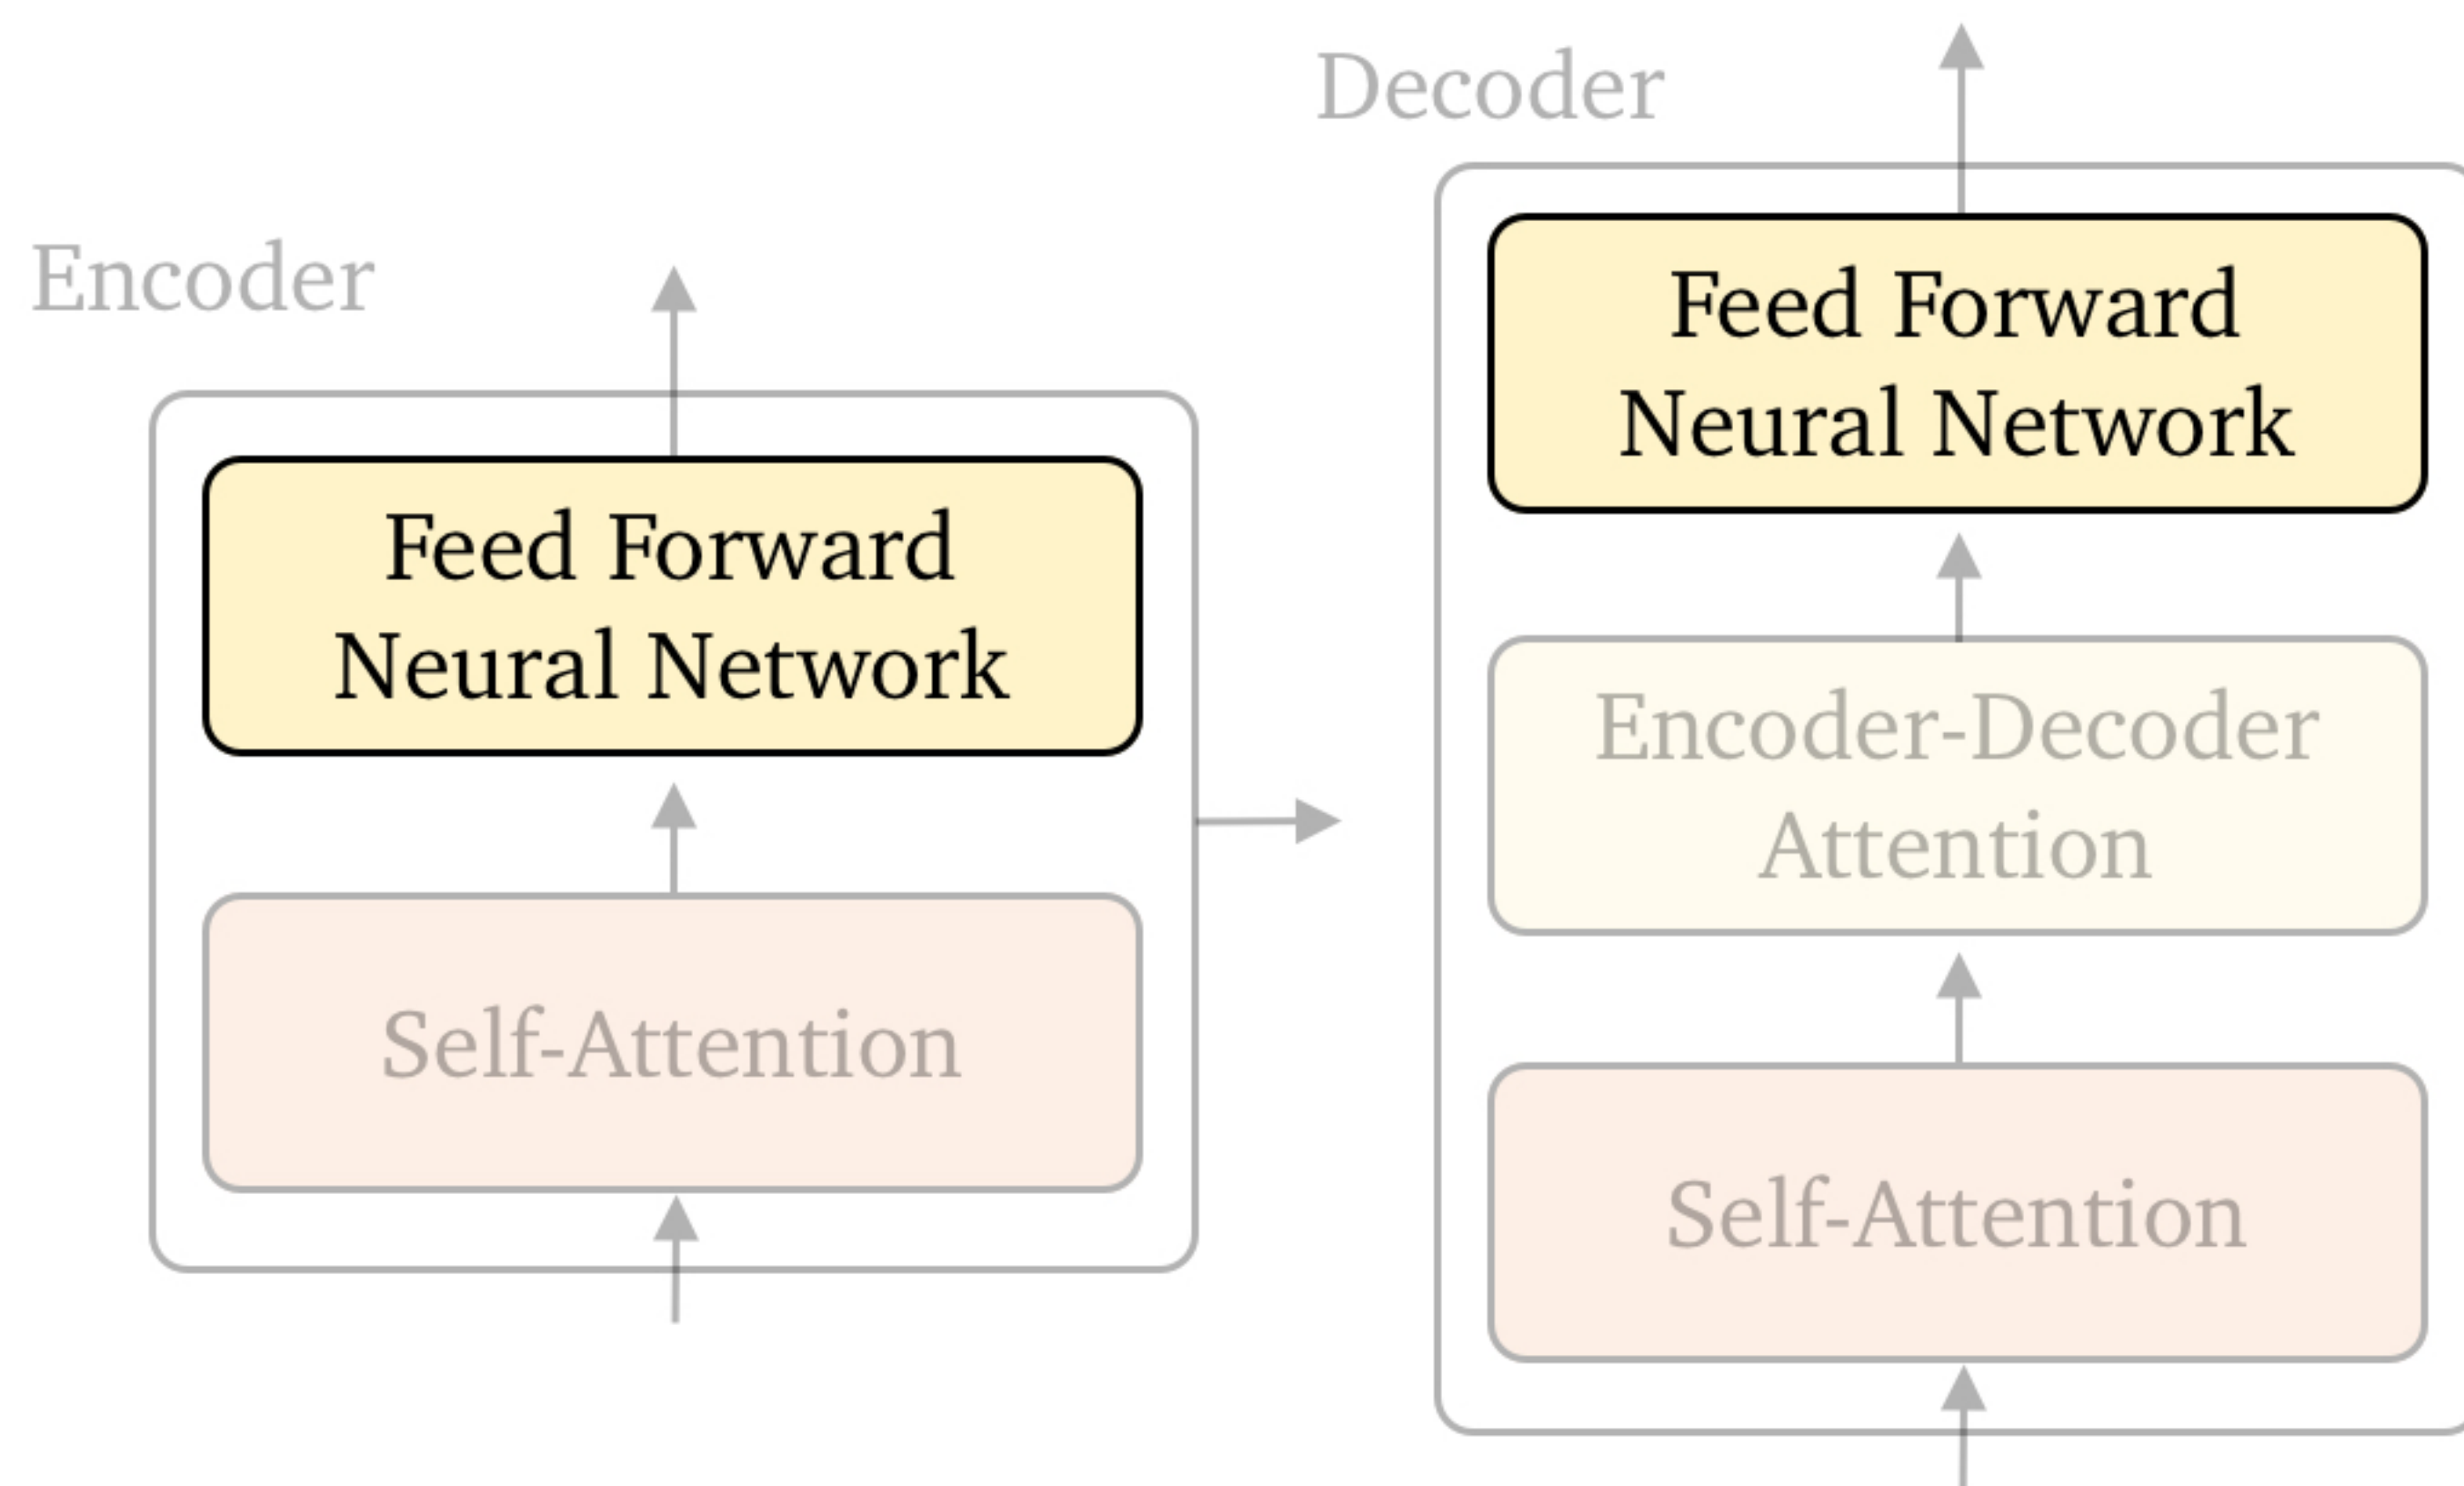 Encoder
Feed Forward
Neural Network
Self-Attention
Decoder
Feed Forward
Neural Network
Encoder-Decoder
Attention
Self-Attention